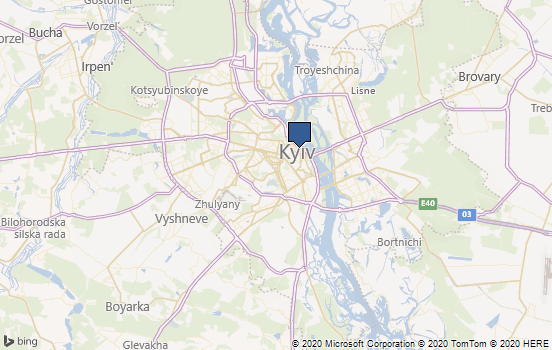 Gostomel
Vorzel
Bucha
Vorzel
Irpen
Kotsyubinskoye
Troyeshchina
Lisne
Brovary
Treb
Kyiv
Zhulyany
Vyshneve
E40
03
Bilohorodska
silska rada
Bortnichi
Boyarka
Glevakha
bing
© 2020 Microsoft Corporation © 2020 TomTom © 2020 HERE